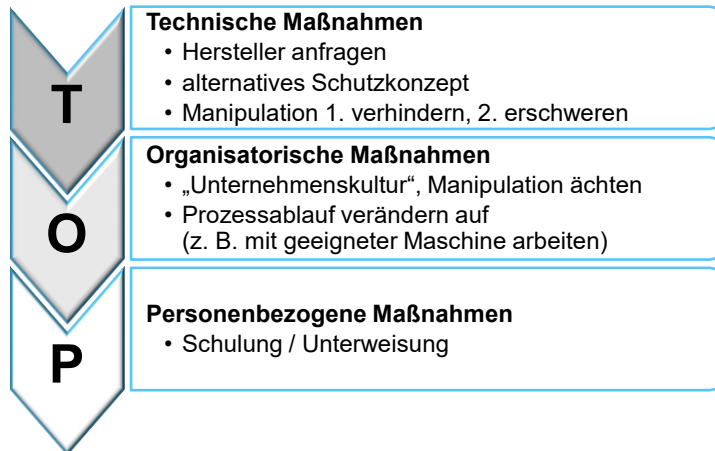 T
Technische Maßnahmen
• Hersteller anfragen
• alternatives Schutzkonzept
• Manipulation 1. verhindern, 2. erschweren
O
Organisatorische Maßnahmen
• „Unternehmenskultur“, Manipulation ächten
• Prozessablauf verändern auf
(z. B. mit geeigneter Maschine arbeiten)
P
Personenbezogene Maßnahmen
• Schulung / Unterweisung